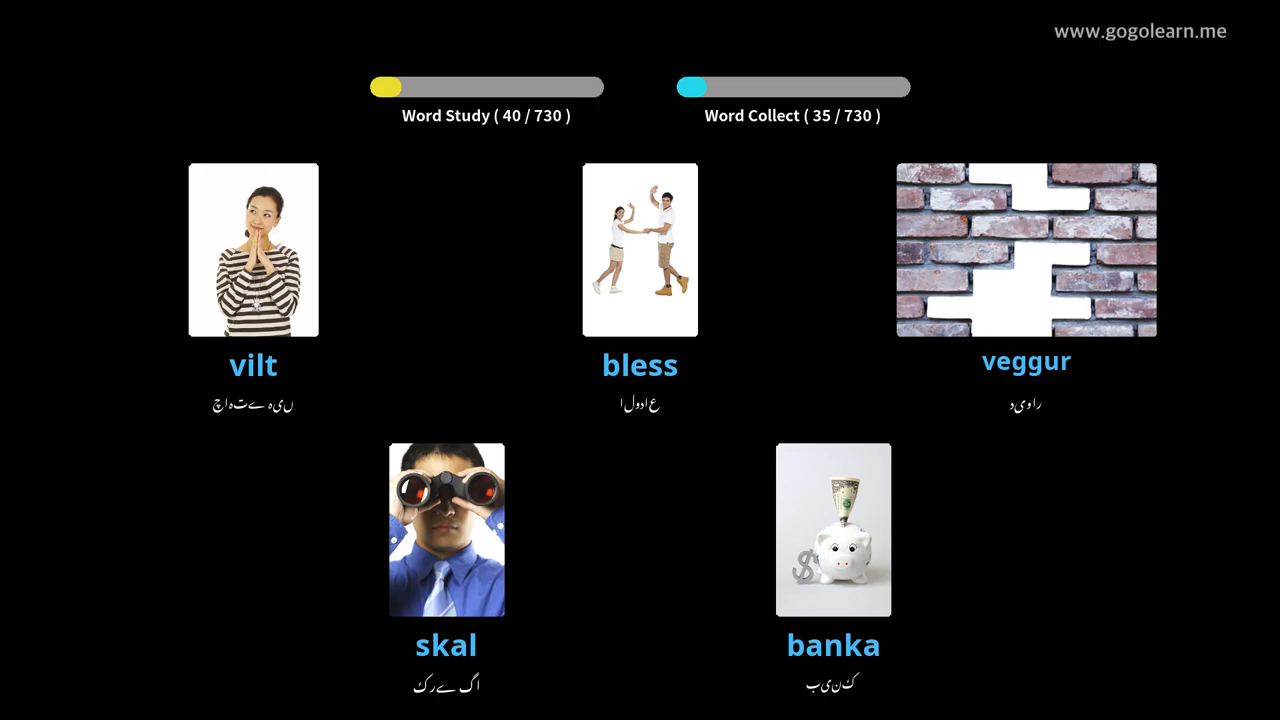 www.gogolearn.me
Word Study ( 40 / 730 )
Word Collect ( 35 / 730 )
vilt
چاہتے ہیں
bless
الوداع
veggur
دیوار
skal
کرے گا
banka
بینک